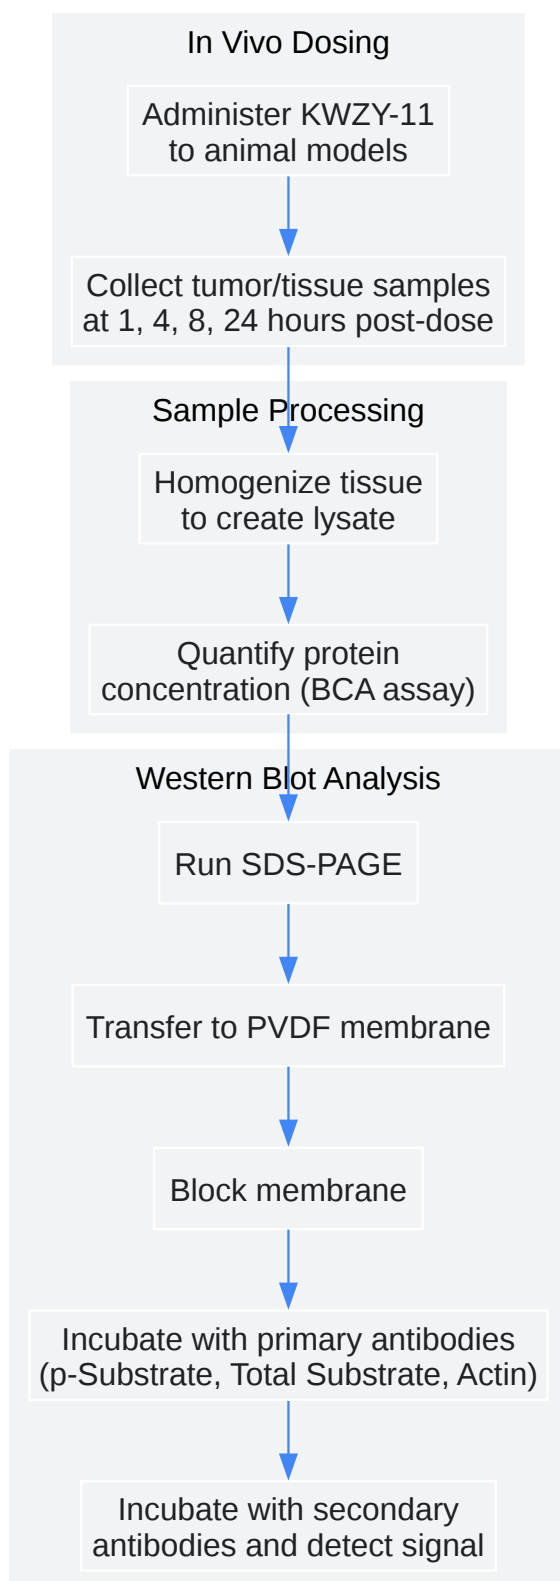 In Vivo Dosing
Administer KWZY-11
to animal models
Collect tumor/tissue samples
at 1, 4, 8, 24 hours post-dose
Sample Processing
Homogenize tissue
to create lysate
Quantify protein
concentration (BCA assay)
Western Blot Analysis
Run SDS-PAGE
Transfer to PVDF membrane
Block membrane
Incubate with primary antibodies
(p-Substrate, Total Substrate, Actin)
Incubate with secondary
antibodies and detect signal